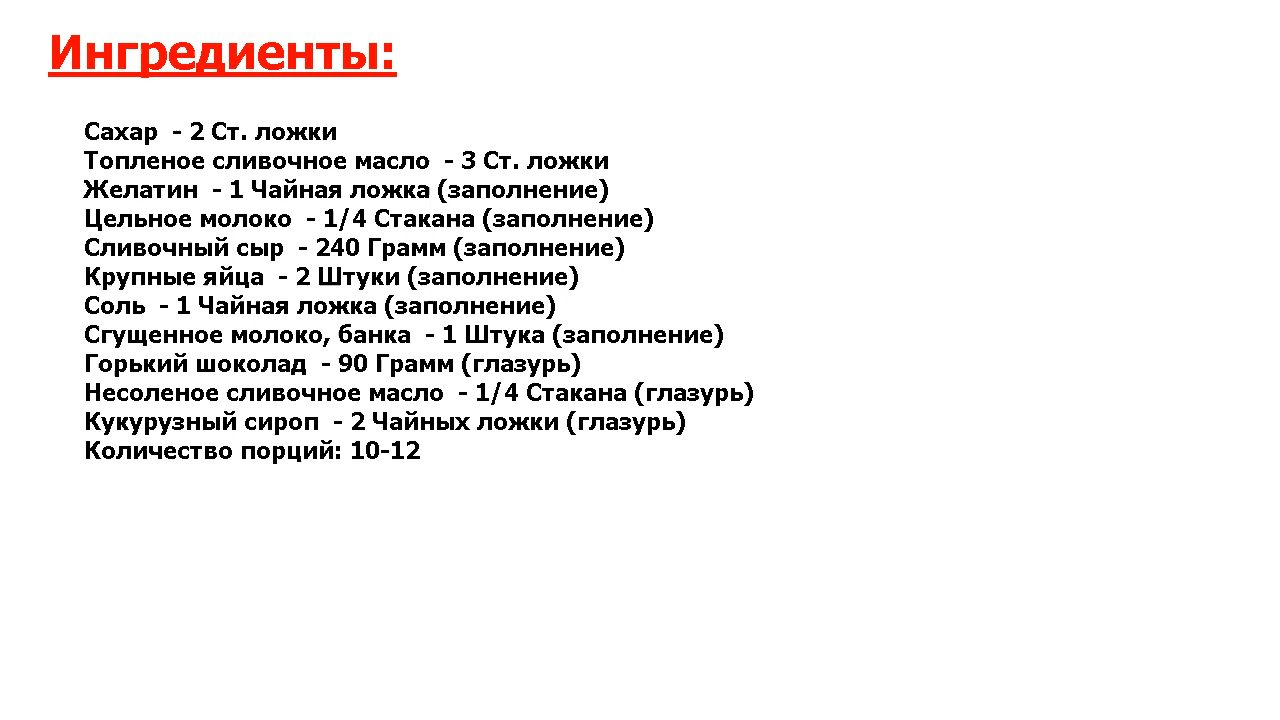 Ингредиенты:
Сахар  - 2 Ст. ложки
Топленое сливочное масло  - 3 Ст. ложки
Желатин  - 1 Чайная ложка (заполнение)
Цельное молоко  - 1/4 Стакана (заполнение)
Сливочный сыр  - 240 Грамм (заполнение)
Крупные яйца  - 2 Штуки (заполнение)
Соль  - 1 Чайная ложка (заполнение)
Сгущенное молоко, банка  - 1 Штука (заполнение)
Горький шоколад  - 90 Грамм (глазурь)
Несоленое сливочное масло  - 1/4 Стакана (глазурь)
Кукурузный сироп  - 2 Чайных ложки (глазурь)
Количество порций: 10-12